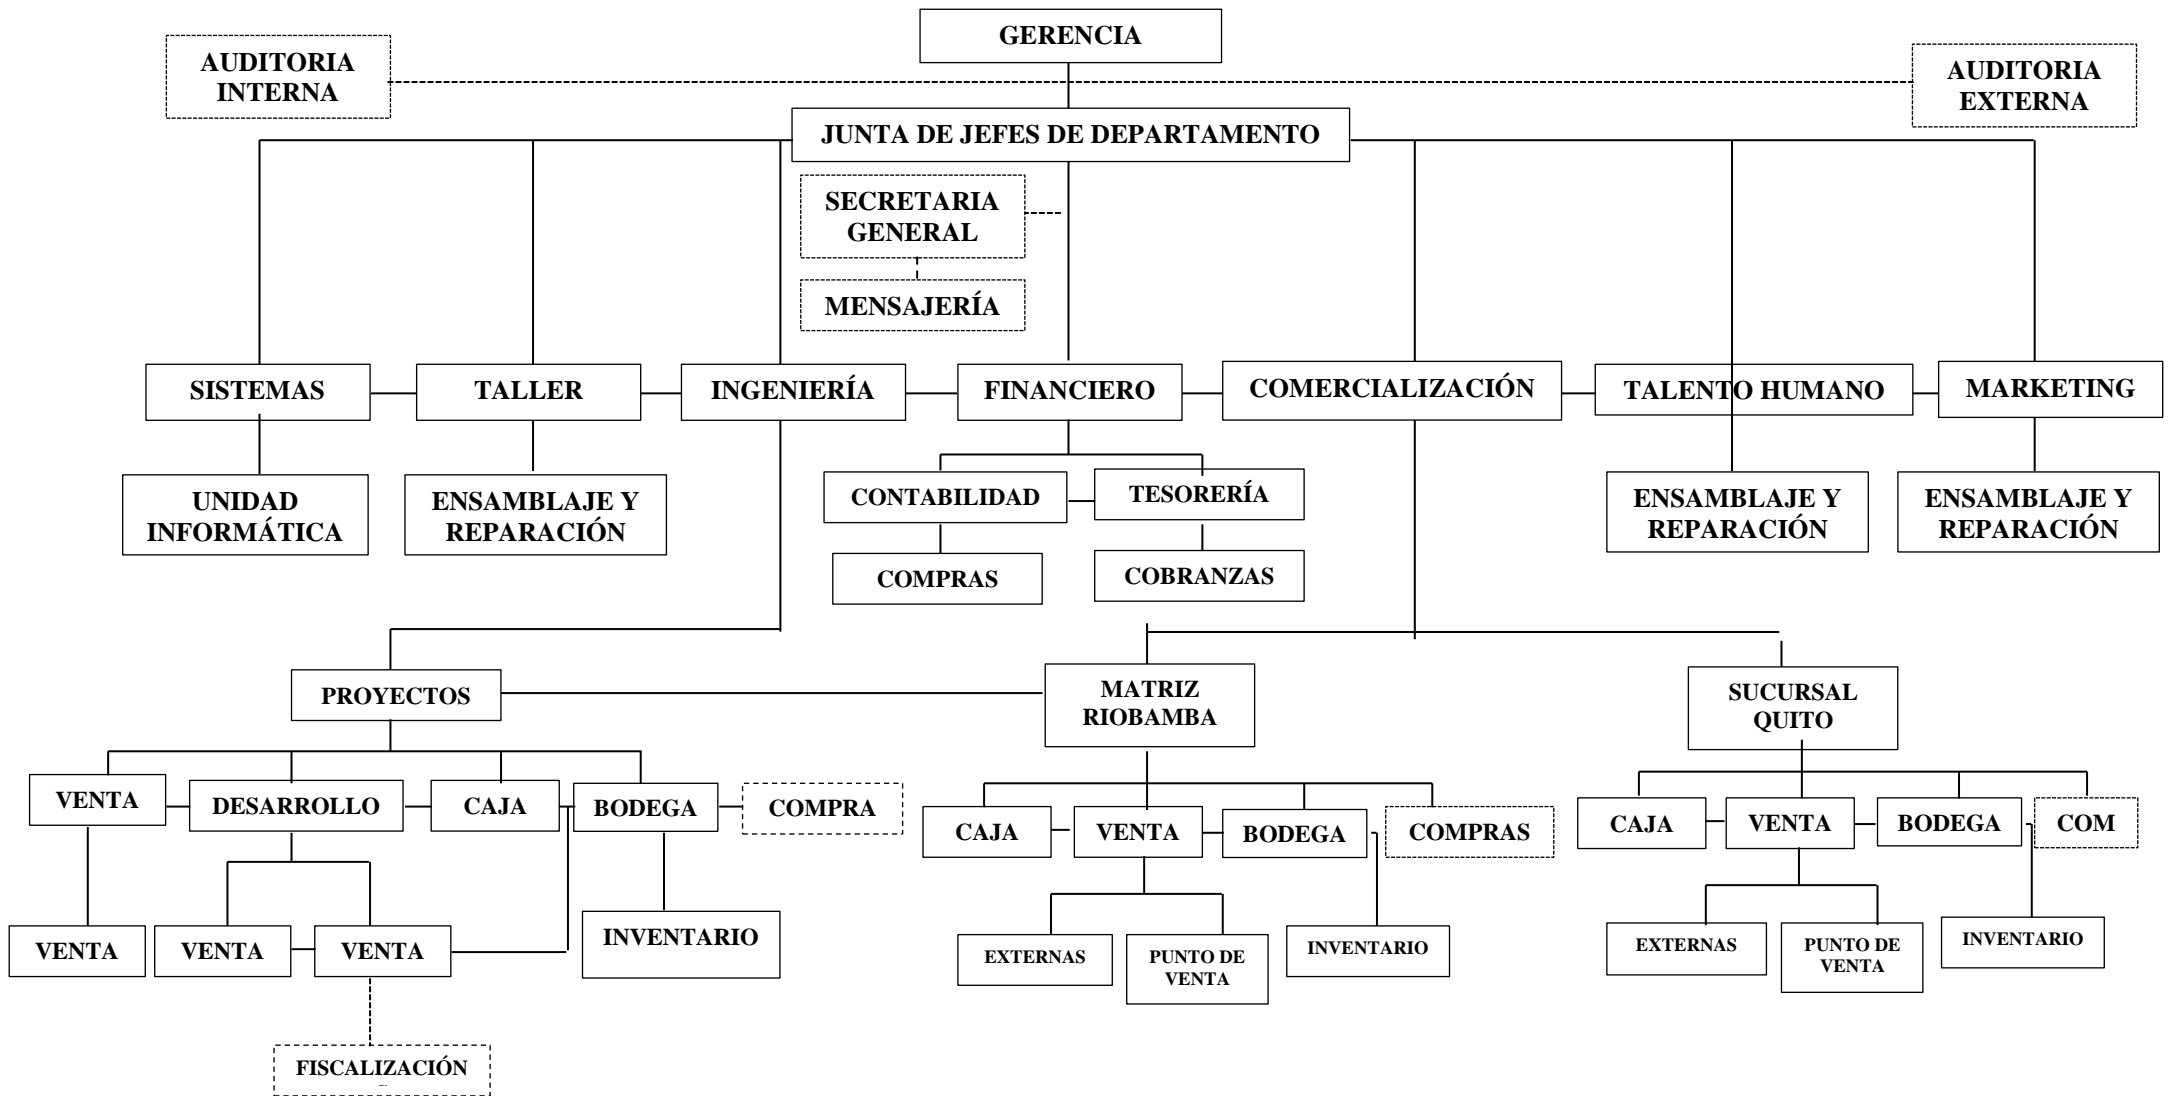 GERENCIA
AUDITORIA
INTERNA
AUDITORIA
EXTERNA
JUNTA DE JEFES DE DEPARTAMENTO
SECRETARIA
GENERAL
MENSAJERÍA
SISTEMAS
TALLER
INGENIERÍA
FINANCIERO
COMERCIALIZACIÓN
TALENTO HUMANO
MARKETING
UNIDAD
INFORMÁTICA
ENSAMBLAJE Y
REPARACIÓN
CONTABILIDAD
TESORERÍA
ENSAMBLAJE Y
REPARACIÓN
ENSAMBLAJE Y
REPARACIÓN
COMPRAS
COBRANZAS
PROYECTOS
MATRIZ
RIOBAMBA
SUCURSAL
QUITO
VENTA
DESARROLLO
CAJA
BODEGA
COMPRA
CAJA
VENTA
BODEGA
COMPRAS
CAJA
VENTA
BODEGA
COM
VENTA
VENTA
VENTA
INVENTARIO
EXTERNAS
PUNTO DE
VENTA
INVENTARIO
EXTERNAS
PUNTO DE
VENTA
INVENTARIO
FISCALIZACIÓN